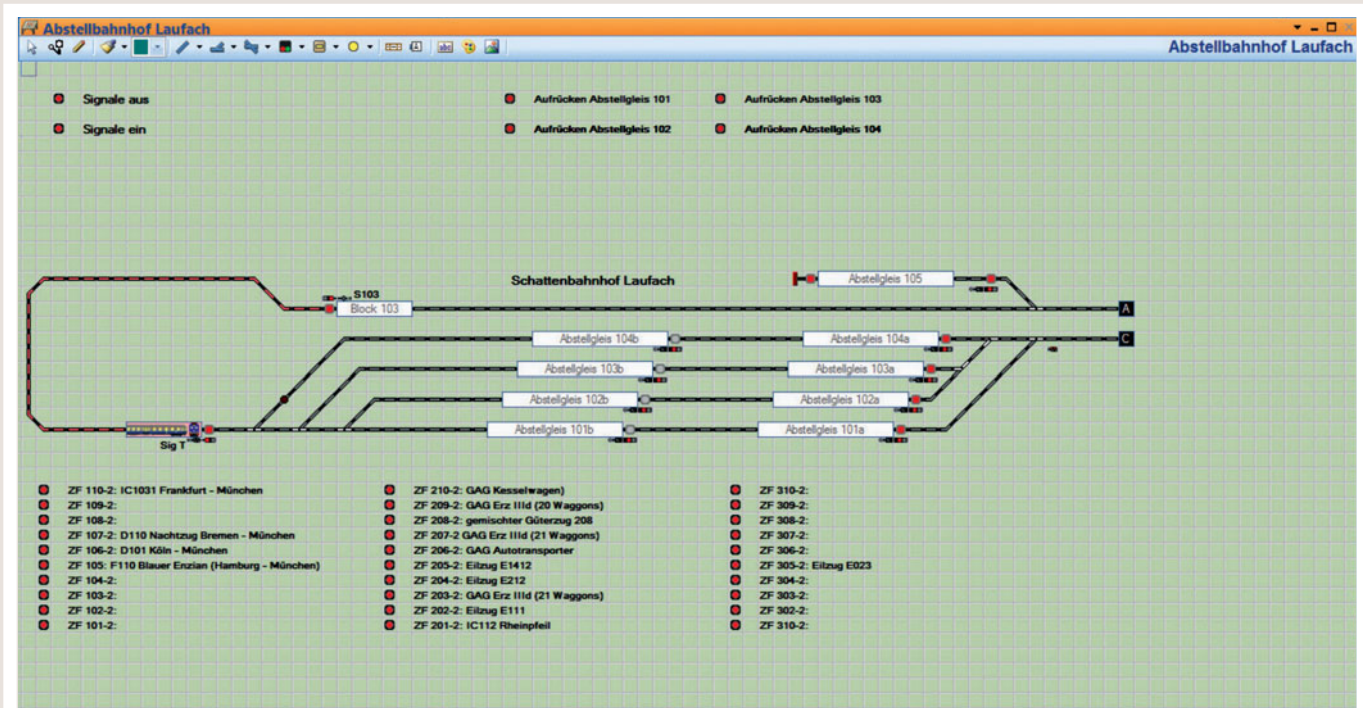 Abstellbahnhof Laufach
abc
Abstellbahnhof Laufach
Signale aus
Aufrücken Abstellgleis 101
Aufrücken Abstellgleis 103
Signale ein
Aufrücken Abstellgleis 102
Aufrücken Abstellgleis 104
Schattenbahnhof Laufach
Abstellgleis 105
S103
Block 103
A
Abstellgleis 104b
Abstellgleis 104a
C
Abstellgleis 103b
Abstellgleis 103a
Abstellgleis 102b
Abstellgleis 102a
Abstellgleis 101b
Abstellgleis 101a
Sig T
ZF 110-2: IC1031 Frankfurt - München
ZF 109-2:
ZF 108-2:
ZF 107-2: D110 Nachtzug Bremen - München
ZF 106-2: D101 Köln - München
ZF 105: F110 Blauer Enzian (Hamburg - München)
ZF 104-2:
ZF 103-2:
ZF 102-2:
ZF 101-2:
ZF 210-2: GAG Kesselwagen)
ZF 209-2: GAG Erz IIId (20 Waggons)
ZF 208-2: gemischter Güterzug 208
ZF 207-2 GAG Erz IIId (21 Waggons)
ZF 206-2: GAG Autotransporter
ZF 205-2: Eilzug E1412
ZF 204-2: Eilzug E212
ZF 203-2: GAG Erz IIId (21 Waggons)
ZF 202-2: Eilzug E111
ZF 201-2: IC112 Rheinpfeil
ZF 310-2:
ZF 309-2:
ZF 308-2:
ZF 307-2:
ZF 306-2:
ZF 305-2: Eilzug E023
ZF 304-2:
ZF 303-2:
ZF 302-2:
ZF 310-2: